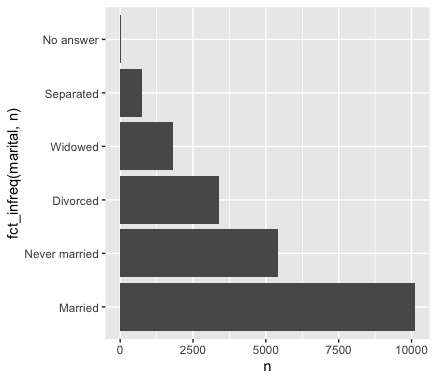 No answer
Separated
Widowed
Divorced
Never married
Married
fct_infreq(marital, n)
0 2500 5000 7500 10000
n